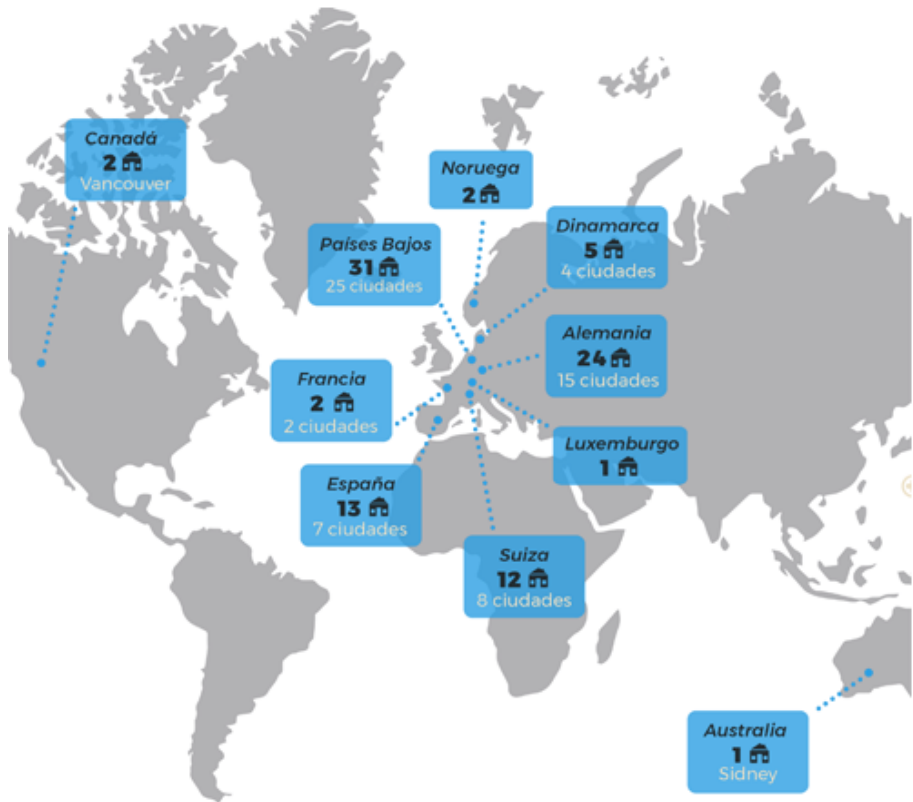 Canadá
2
Vancouver
Noruega
2
Dinamarca
5
4 ciudades
Países Bajos
31
25 ciudades
Alemania
24
15 ciudades
Francia
2
2 ciudades
Luxemburgo
1
España
13
7 ciudades
Suiza
12
8 ciudades
Australia
1
Sidney